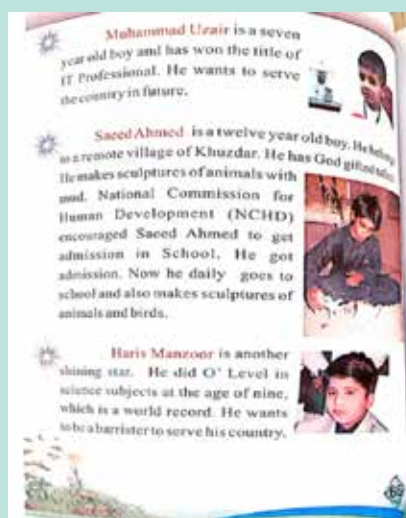 Muhammad Uzair is a seven
year old boy and has won the title of
IT Professional. He wants to serve
the country in future.
Saeed Ahmed is a twelve year old boy. He belongs
to a remote village of Khuzdar. He has God gifted talent.
He makes sculptures of animals with
mud. National Commission for
Human Development (NCHD)
encouraged Saeed Ahmed to get
admission in School. He got
admission. Now he daily goes to
school and also makes sculptures of
animals and birds.
Haris Manzoor is another
shining star. He did O' Level in
science subjects at the age of nine,
which is a world record. He wants
to be a barrister to serve his country.